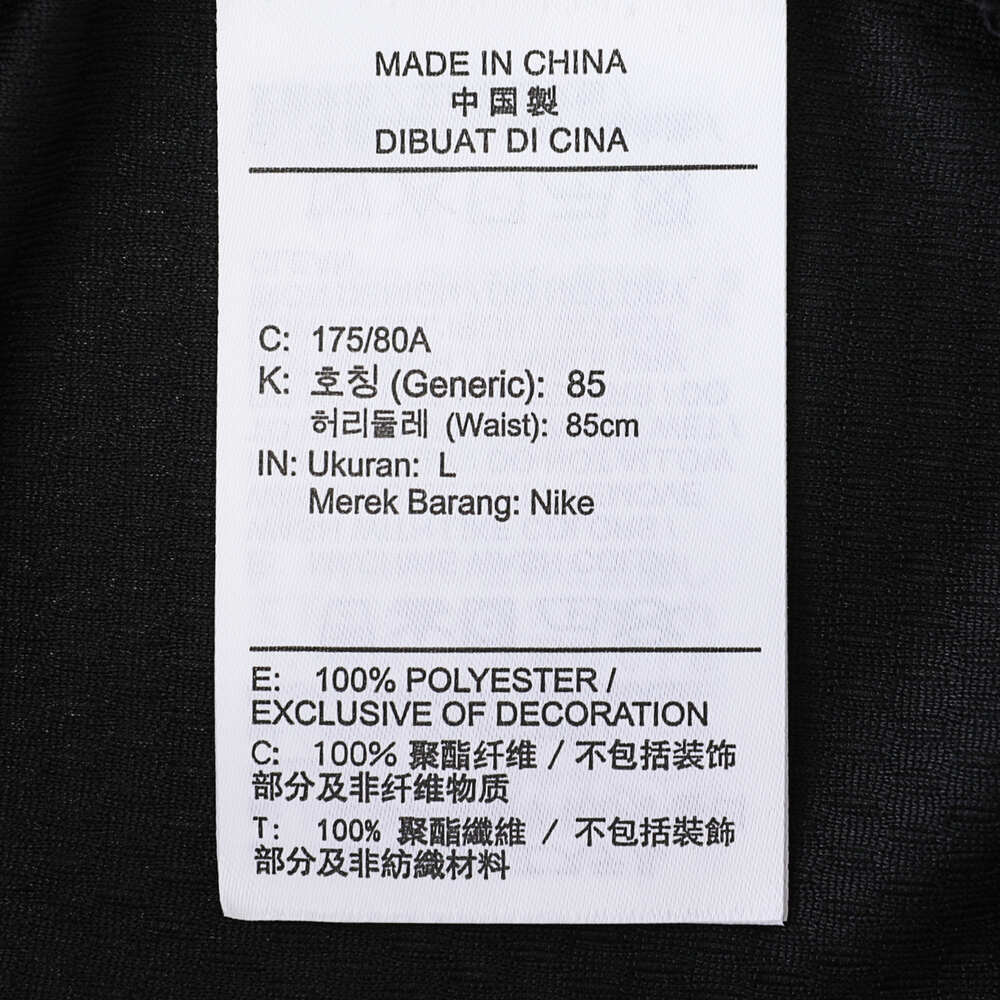 MADE IN CHINA
中国製
DIBUAT DI CINA
C: 175/80A
K: 호칭 (Generic): 85
허리둘레 (Waist): 85cm
IN: Ukuran: L
Merek Barang: Nike
E: 100% POLYESTER /
EXCLUSIVE OF DECORATION
C: 100% 聚酯纤维 / 不包括装饰
部分及非纤维物质
T: 100% 聚酯纖維 / 不包括裝飾
部分及非紡織材料